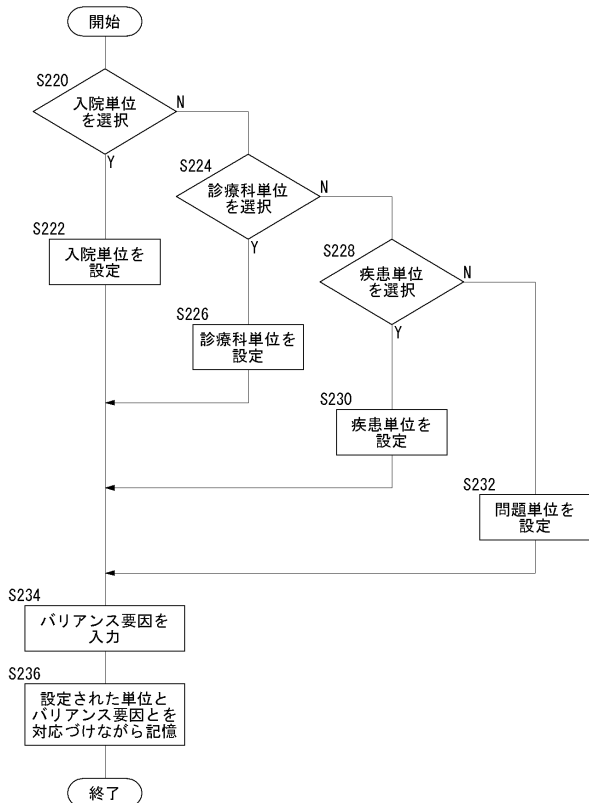 開始
S220
入院単位
を選択
N
Y
S224
診療科単位
を選択
N
Y
S222
入院単位を
設定
S228
疾患単位
を選択
N
Y
S226
診療科単位を
設定
S230
疾患単位を
設定
S232
問題単位を
設定
S234
バリアンス要因を
入力
S236
設定された単位と
バリアンス要因とを
対応づけながら記憶
終了